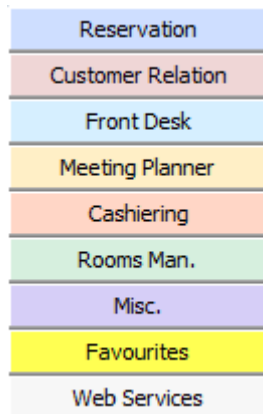 Reservation
Customer Relation
Front Desk
Meeting Planner
Cashiering
Rooms Man.
Misc.
Favourites
Web Services